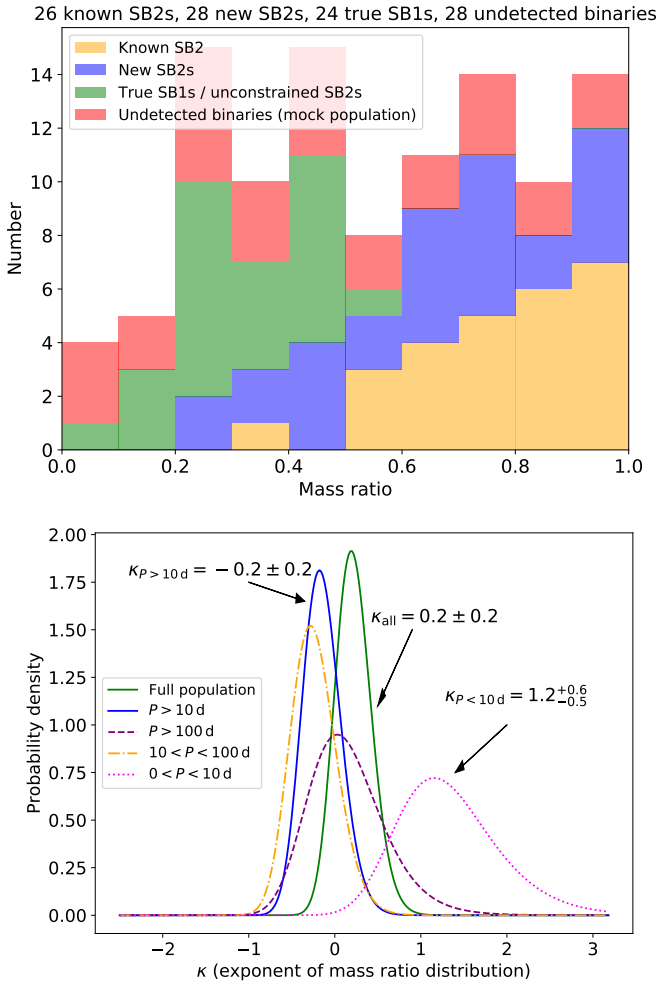 26 known SB2s, 28 new SB2s, 24 true SB1s, 28 undetected binaries
Known SB2
New SB2s
True SB1s / unconstrained SB2s
Undetected binaries (mock population)
14
12
10
8
6
4
2
0
Number
0.0 0.2 0.4 0.6 0.8 1.0
Mass ratio
2.00
1.75
1.50
1.25
1.00
0.75
0.50
0.25
0.00
Probability density
κ_{P > 10 d} = −0.2 ± 0.2
κ_{all} = 0.2 ± 0.2
κ_{P < 10 d} = 1.2^{+0.6}_{−0.5}
Full population
P > 10 d
P > 100 d
10 < P < 100 d
0 < P < 10 d
−2 −1 0 1 2 3
κ (exponent of mass ratio distribution)